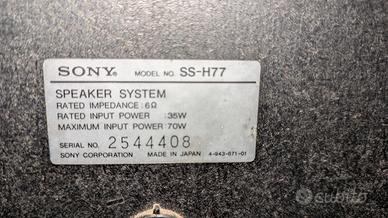 SONY® MODEL NO. SS-H77
SPEAKER SYSTEM
RATED IMPEDANCE : 6Ω
RATED INPUT POWER : 35W
MAXIMUM INPUT POWER : 70W
SERIAL NO. 2544408
SONY CORPORATION MADE IN JAPAN 4-943-671-01
subito